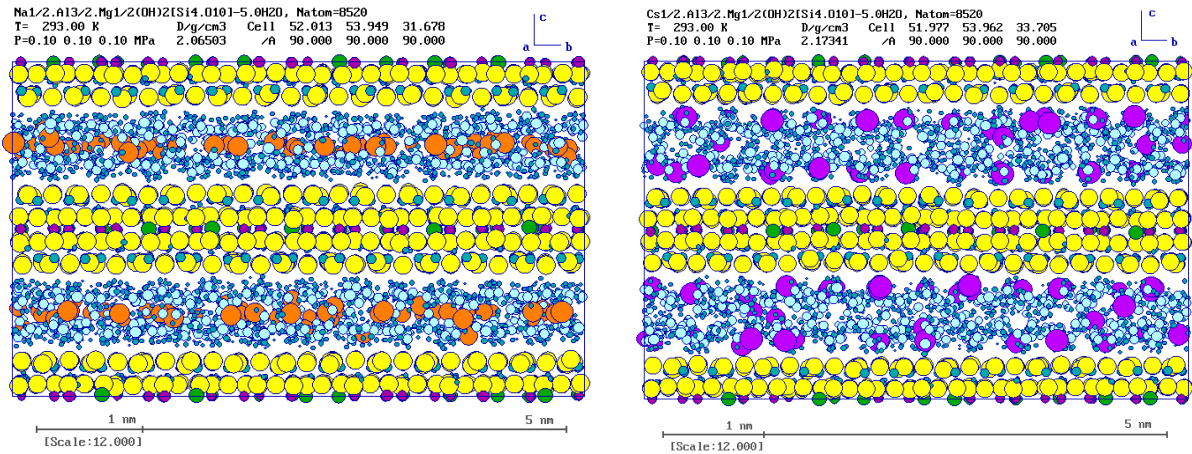 Na1/2.Al3/2.Mg1/2(OH)2[Si4.O10]-5.0H2O, Natom=8520
T= 293.00 K D/g/cm3 Cell 52.013 53.949 31.678
P=0.10 0.10 0.10 MPa 2.06503 /A 90.000 90.000 90.000
c
a b
1 nm 5 nm
[Scale:12.000]
Cs1/2.Al3/2.Mg1/2(OH)2[Si4.O10]-5.0H2O, Natom=8520
T= 293.00 K D/g/cm3 Cell 51.977 53.962 33.705
P=0.10 0.10 0.10 MPa 2.17341 /A 90.000 90.000 90.000
c
a b
1 nm 5 nm
[Scale:12.000]